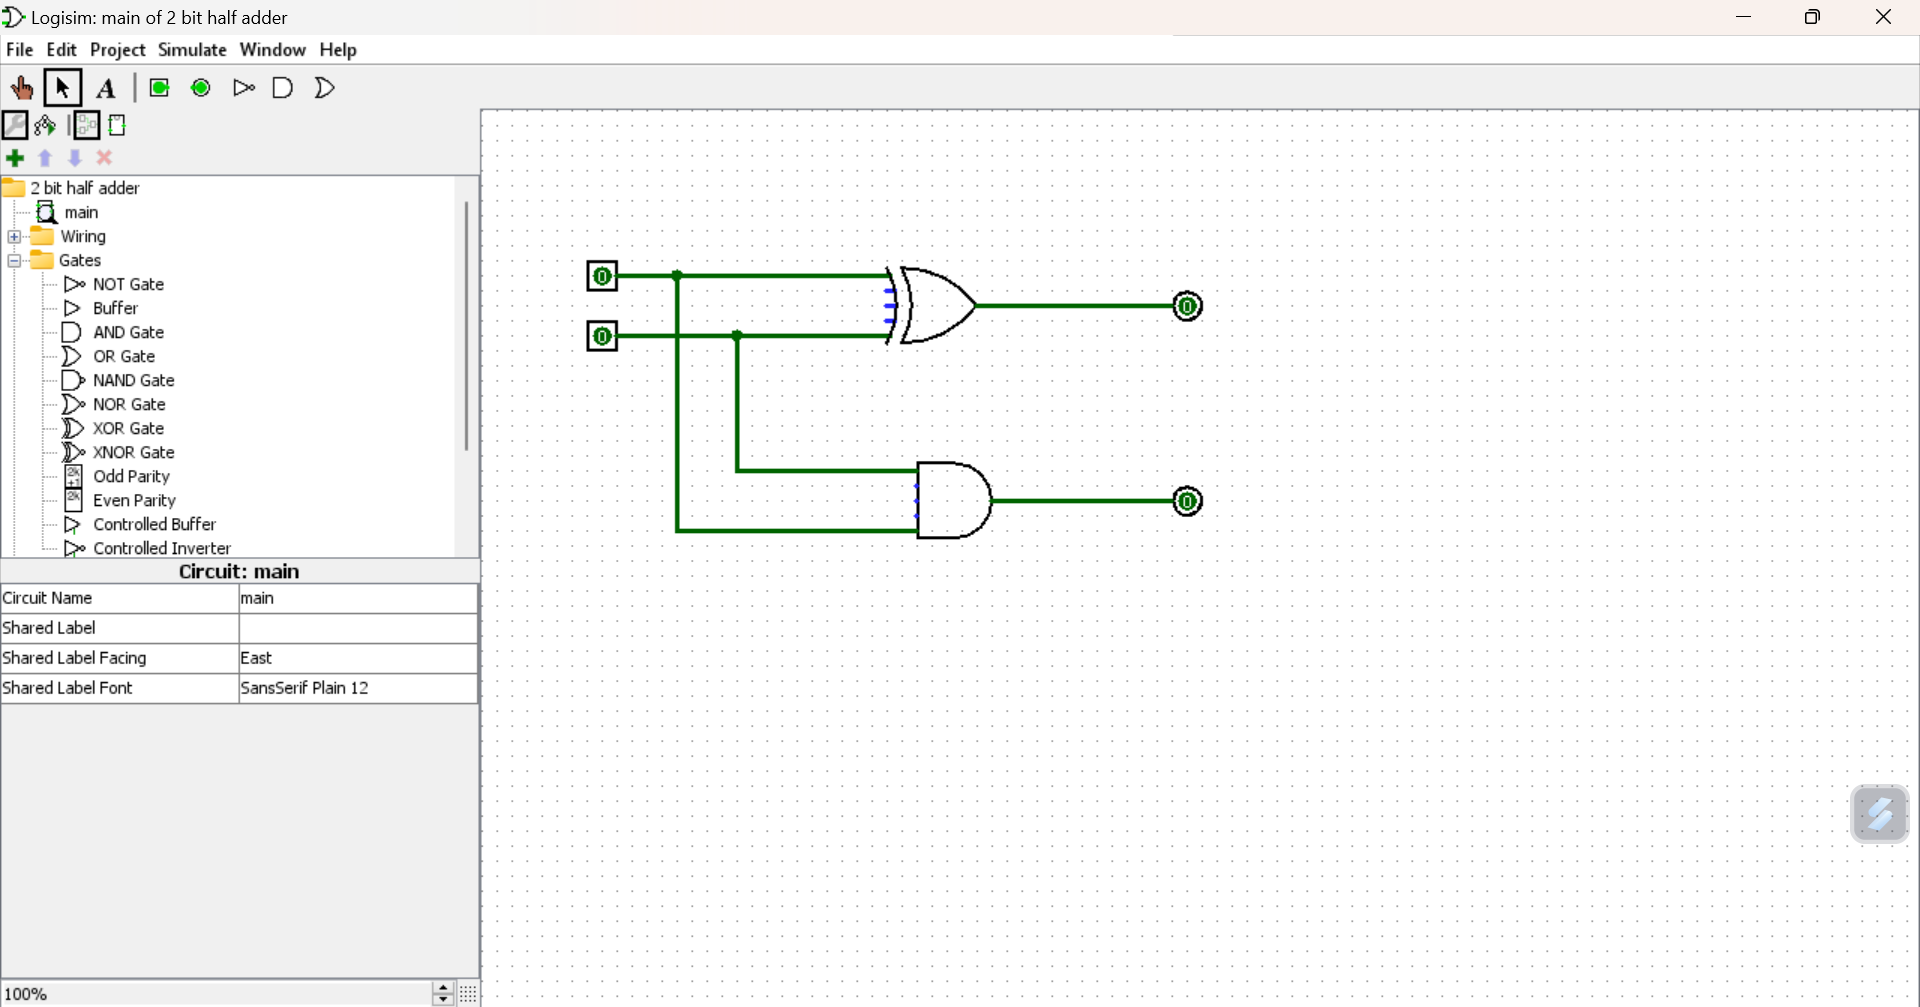 Logisim: main of 2 bit half adder
File Edit Project Simulate Window Help
A
2 bit half adder
main
Wiring
Gates
NOT Gate
Buffer
AND Gate
OR Gate
NAND Gate
NOR Gate
XOR Gate
XNOR Gate
2k
+1
Odd Parity
2k
Even Parity
Controlled Buffer
Controlled Inverter
Circuit: main
Circuit Name main
Shared Label
Shared Label Facing East
Shared Label Font SansSerif Plain 12
100%
0
0
0
0